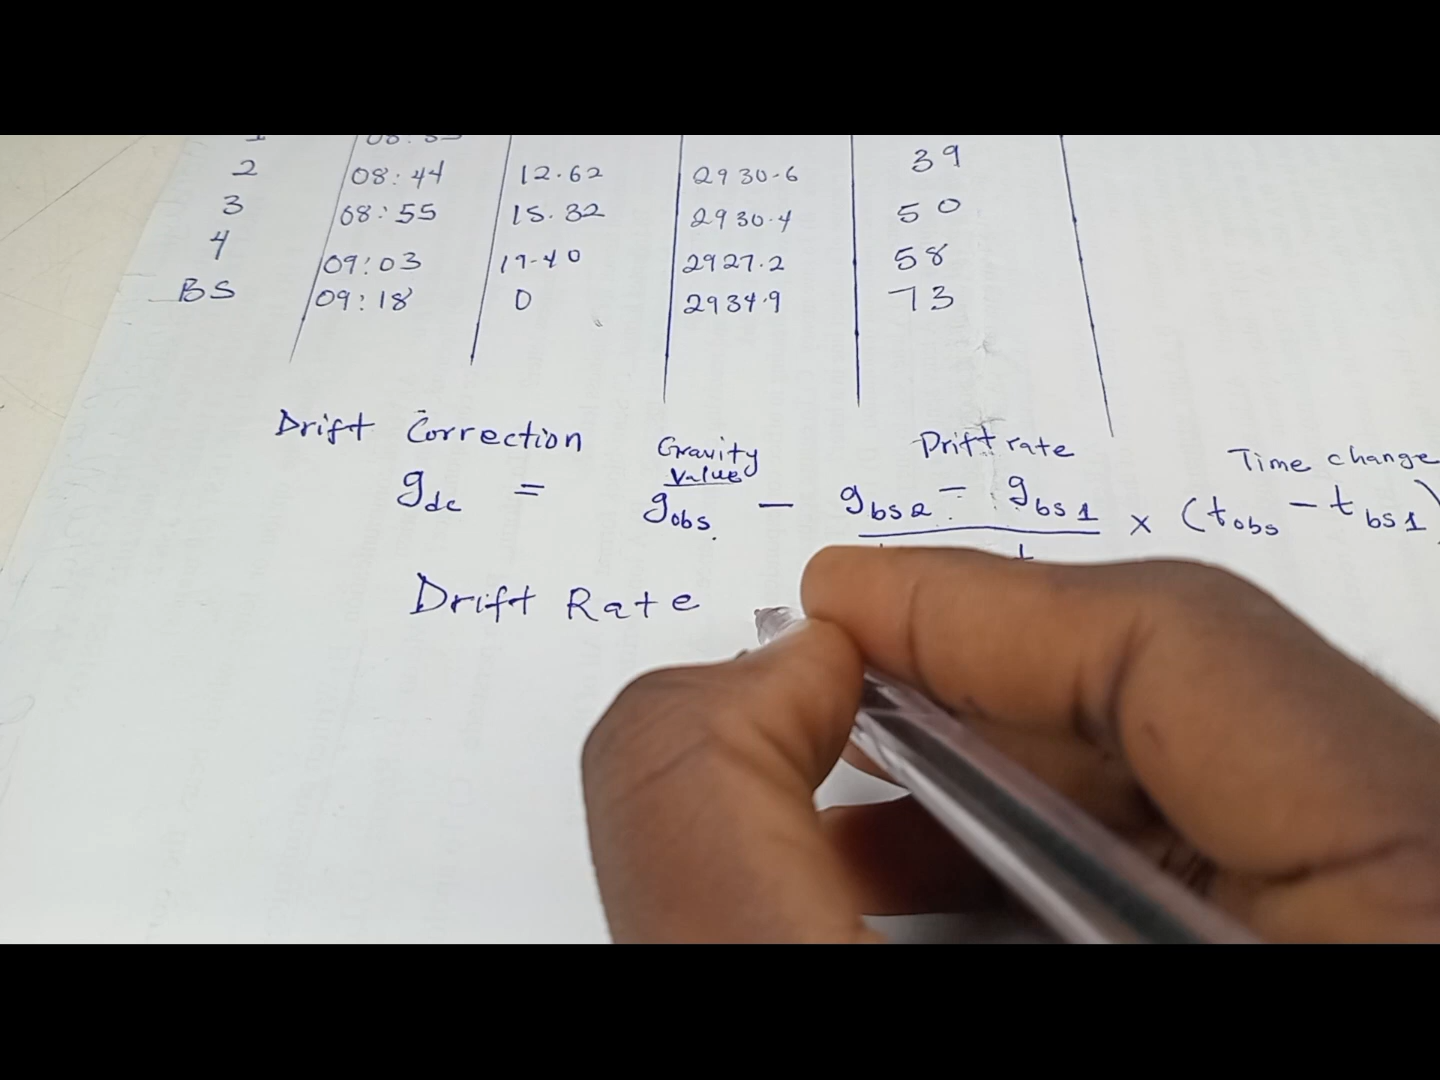 2 08:44 12.62 2930.6 39
3 08:55 15.32 2930.4 50
4 09:03 19.40 2927.2 58
BS 09:18 0 2934.9 73
Drift Correction Gravity value Drift rate Time change
gdc = gobs. - gbs2 - gbs1 × (tobs - tbs1)
Drift Rate